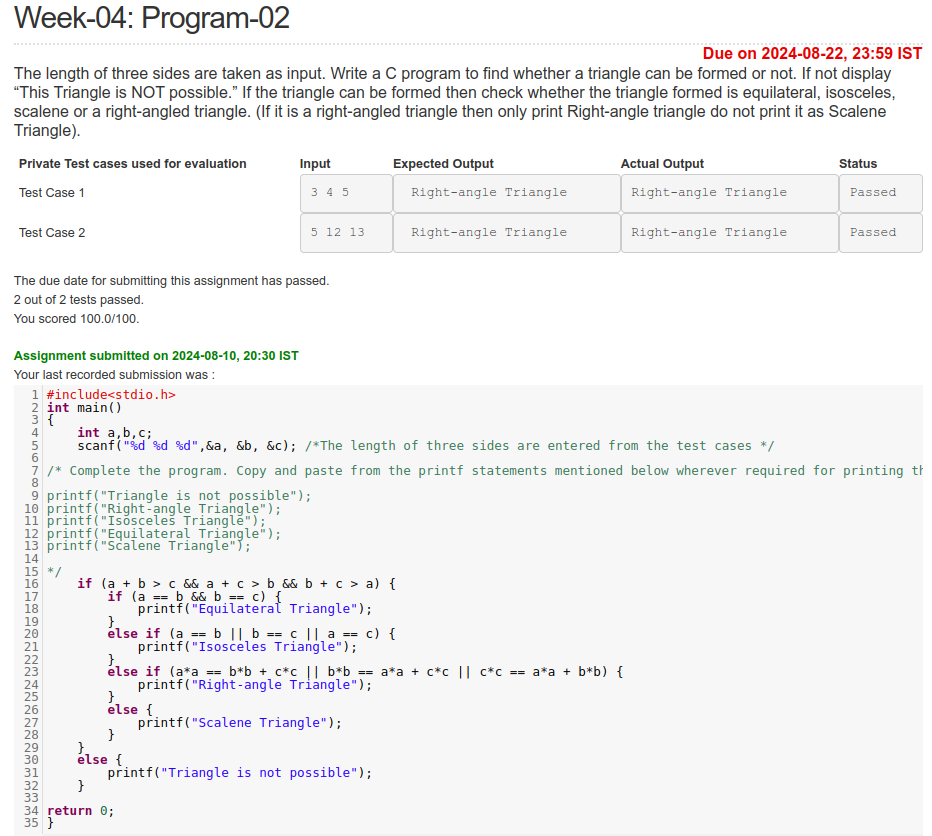 Week-04: Program-02
Due on 2024-08-22, 23:59 IST
The length of three sides are taken as input. Write a C program to find whether a triangle can be formed or not. If not display
“This Triangle is NOT possible.” If the triangle can be formed then check whether the triangle formed is equilateral, isosceles,
scalene or a right-angled triangle. (If it is a right-angled triangle then only print Right-angle triangle do not print it as Scalene
Triangle).
Private Test cases used for evaluation Input Expected Output Actual Output Status
Test Case 1 3 4 5 Right-angle Triangle Right-angle Triangle Passed
Test Case 2 5 12 13 Right-angle Triangle Right-angle Triangle Passed
The due date for submitting this assignment has passed.
2 out of 2 tests passed.
You scored 100.0/100.
Assignment submitted on 2024-08-10, 20:30 IST
Your last recorded submission was :
1 #include<stdio.h>
2 int main()
3 {
4     int a,b,c;
5     scanf("%d %d %d",&a, &b, &c); /*The length of three sides are entered from the test cases */
6
7 /* Complete the program. Copy and paste from the printf statements mentioned below wherever required for printing th
8
9 printf("Triangle is not possible");
10 printf("Right-angle Triangle");
11 printf("Isosceles Triangle");
12 printf("Equilateral Triangle");
13 printf("Scalene Triangle");
14
15 */
16     if (a + b > c && a + c > b && b + c > a) {
17         if (a == b && b == c) {
18             printf("Equilateral Triangle");
19         }
20         else if (a == b || b == c || a == c) {
21             printf("Isosceles Triangle");
22         }
23         else if (a*a == b*b + c*c || b*b == a*a + c*c || c*c == a*a + b*b) {
24             printf("Right-angle Triangle");
25         }
26         else {
27             printf("Scalene Triangle");
28         }
29     }
30     else {
31         printf("Triangle is not possible");
32     }
33
34 return 0;
35 }